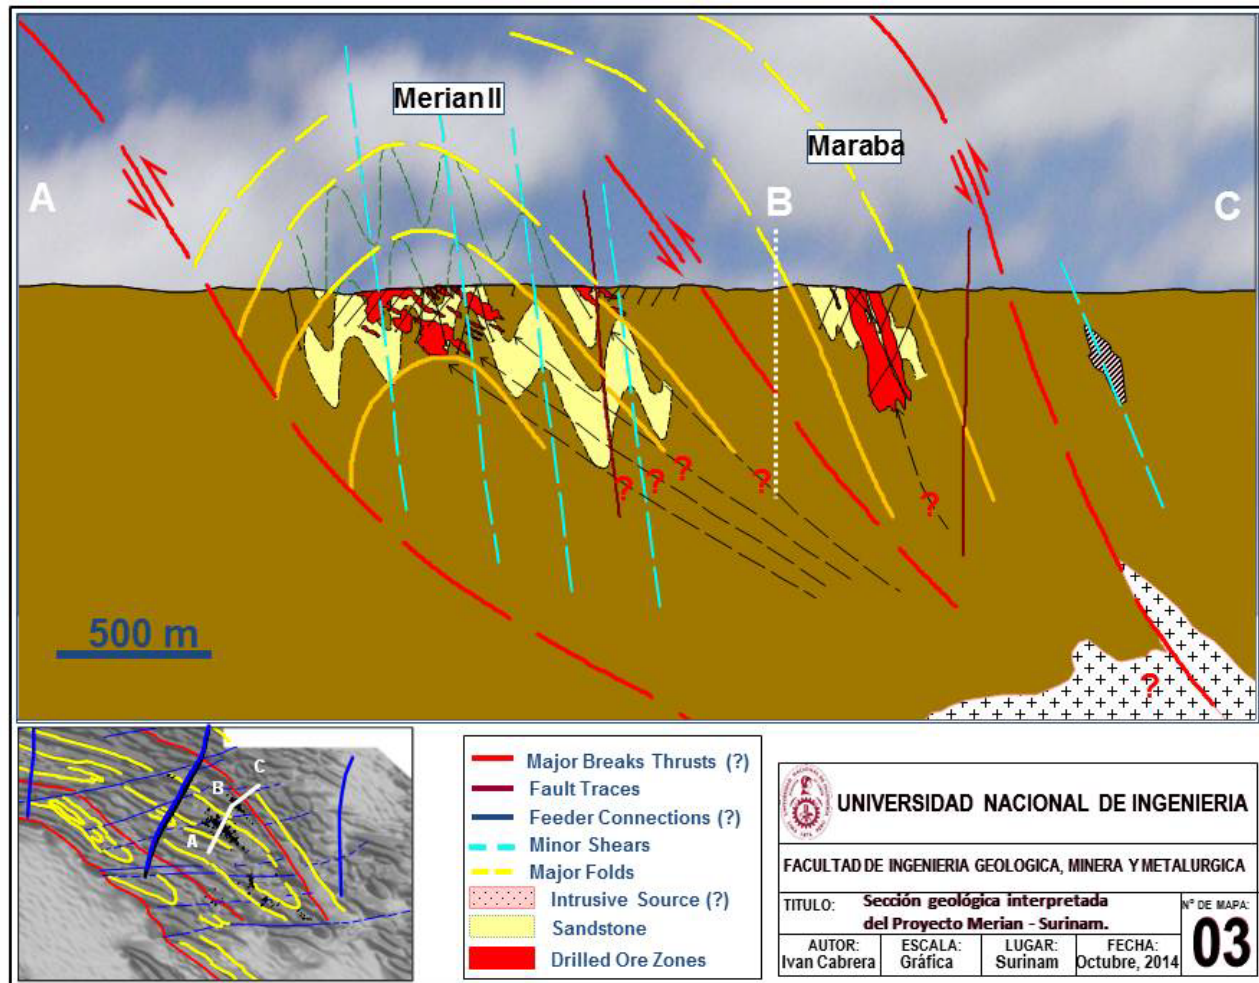 Merian II
Maraba
A
B
C
?
?
?
?
?
?
500 m
C
B
A
Major Breaks Thrusts (?)
Fault Traces
Feeder Connections (?)
Minor Shears
Major Folds
Intrusive Source (?)
Sandstone
Drilled Ore Zones
UNIVERSIDAD NACIONAL DE INGENIERIA
FACULTAD DE INGENIERIA GEOLOGICA, MINERA Y METALURGICA
TITULO: Sección geológica interpretada
del Proyecto Merian - Surinam.
N° DE MAPA:
03
AUTOR:
Ivan Cabrera
ESCALA:
Gráfica
LUGAR:
Surinam
FECHA:
Octubre, 2014